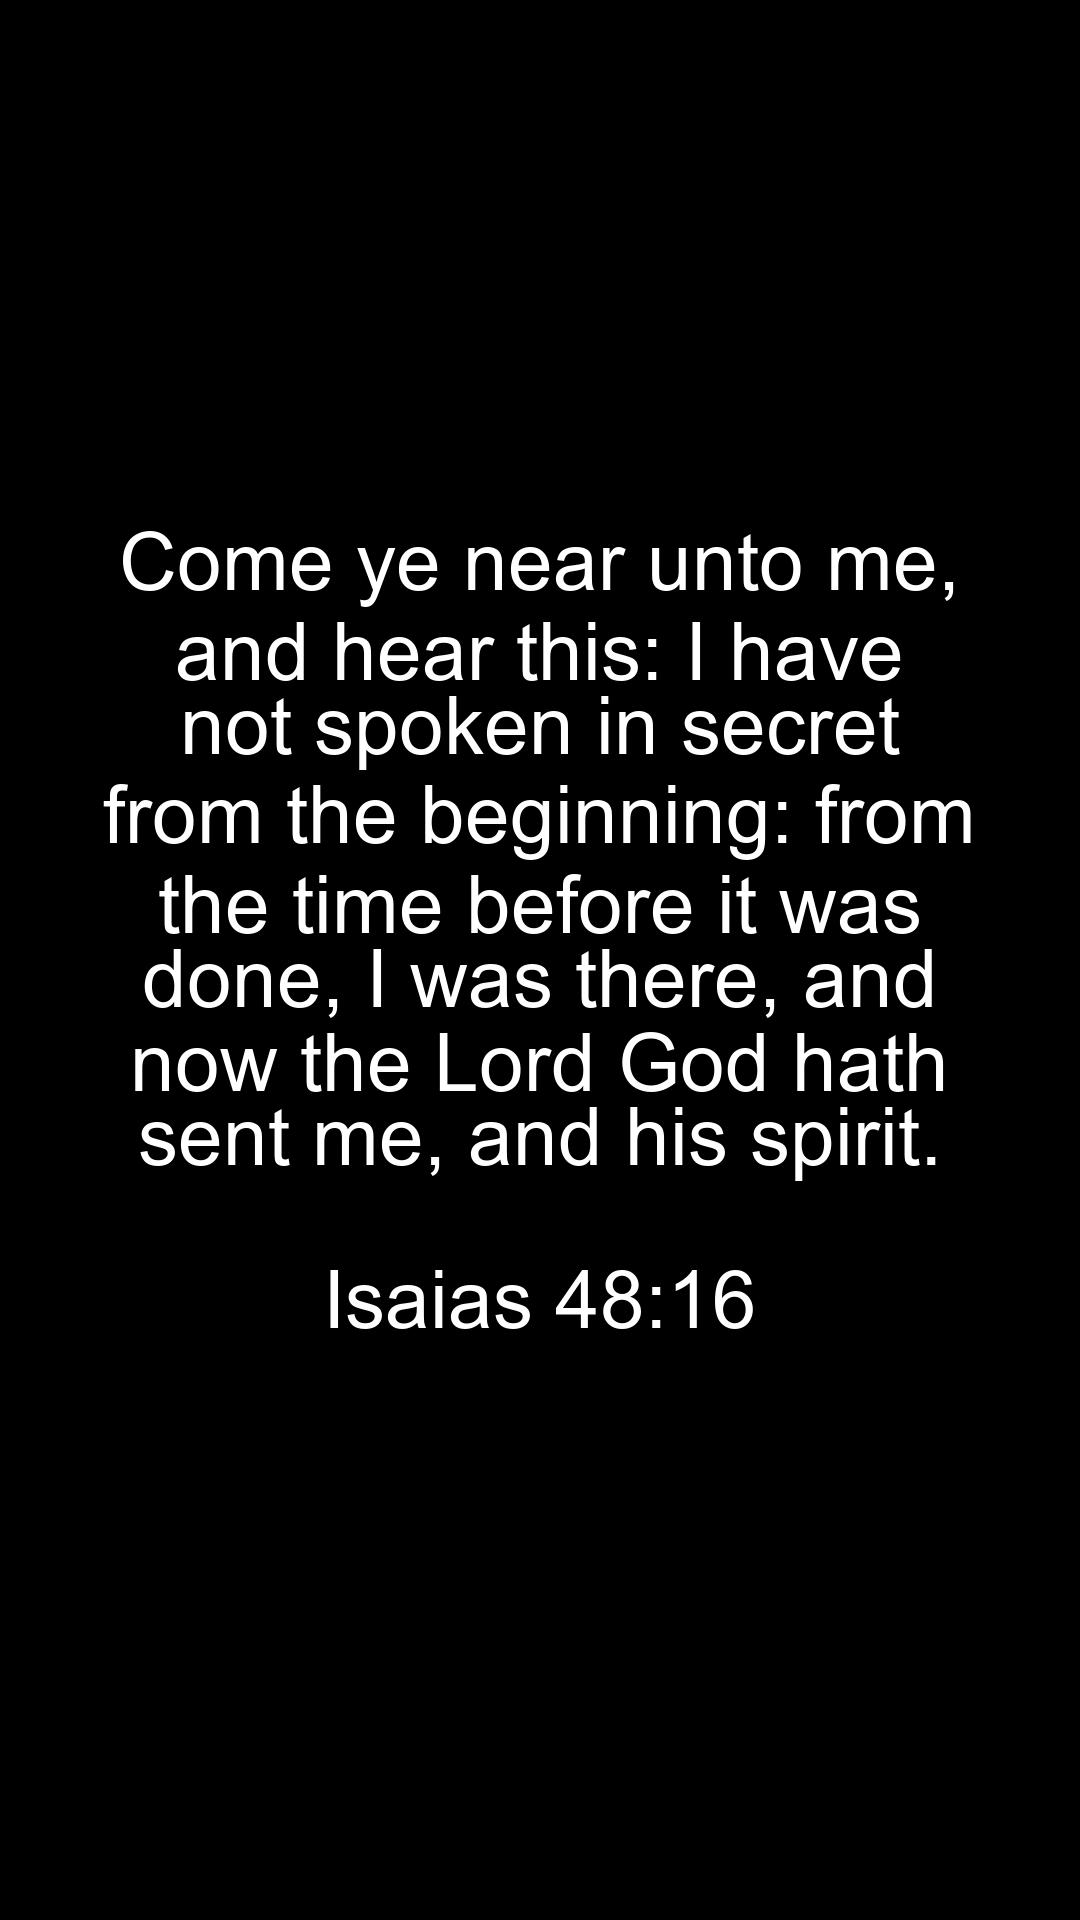 Come ye near unto me,
and hear this: I have
not spoken in secret
from the beginning: from
the time before it was
done, I was there, and
now the Lord God hath
sent me, and his spirit.
Isaias 48:16